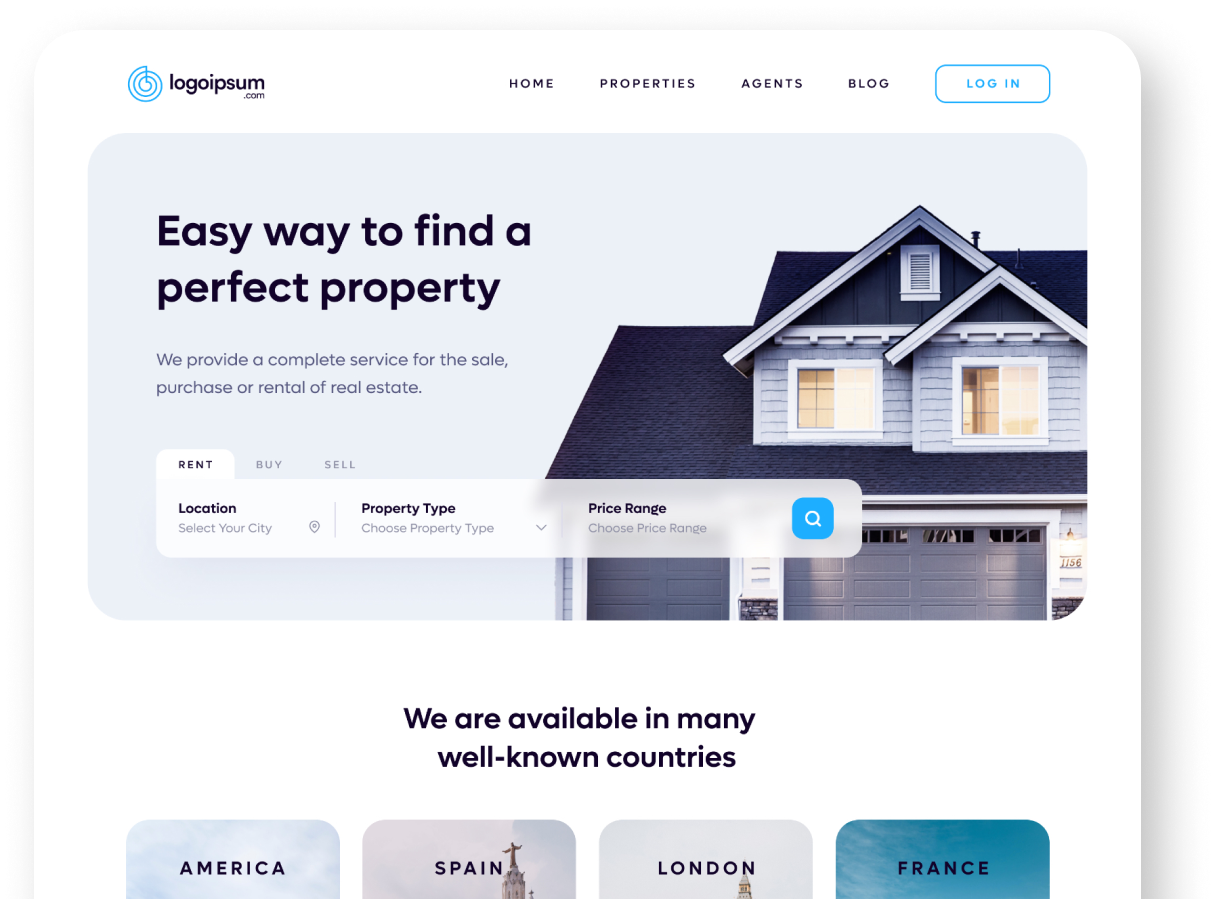 logoipsum
.com
HOME PROPERTIES AGENTS BLOG LOG IN
Easy way to find a
perfect property
We provide a complete service for the sale,
purchase or rental of real estate.
RENT BUY SELL
Location Property Type Price Range
Select Your City Choose Property Type Choose Price Range
1156
We are available in many
well-known countries
AMERICA SPAIN LONDON FRANCE